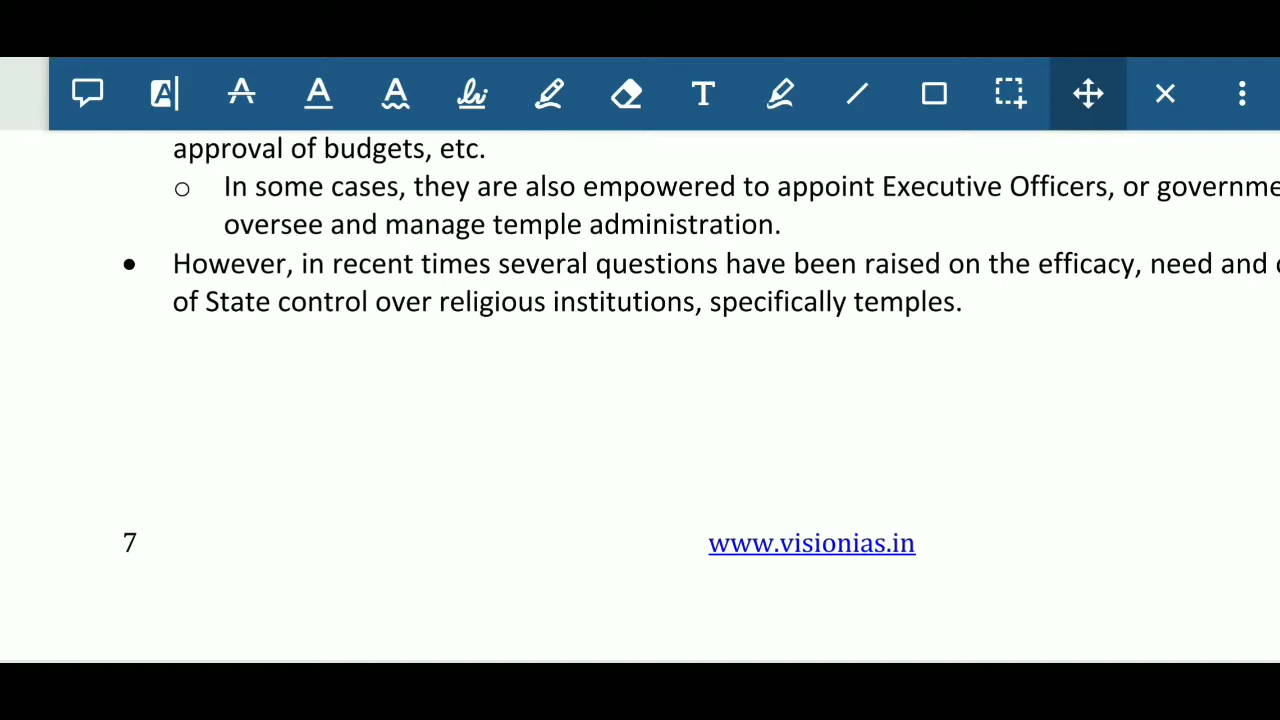 approval of budgets, etc.
o In some cases, they are also empowered to appoint Executive Officers, or governme
oversee and manage temple administration.
• However, in recent times several questions have been raised on the efficacy, need and
of State control over religious institutions, specifically temples.
7 www.visionias.in